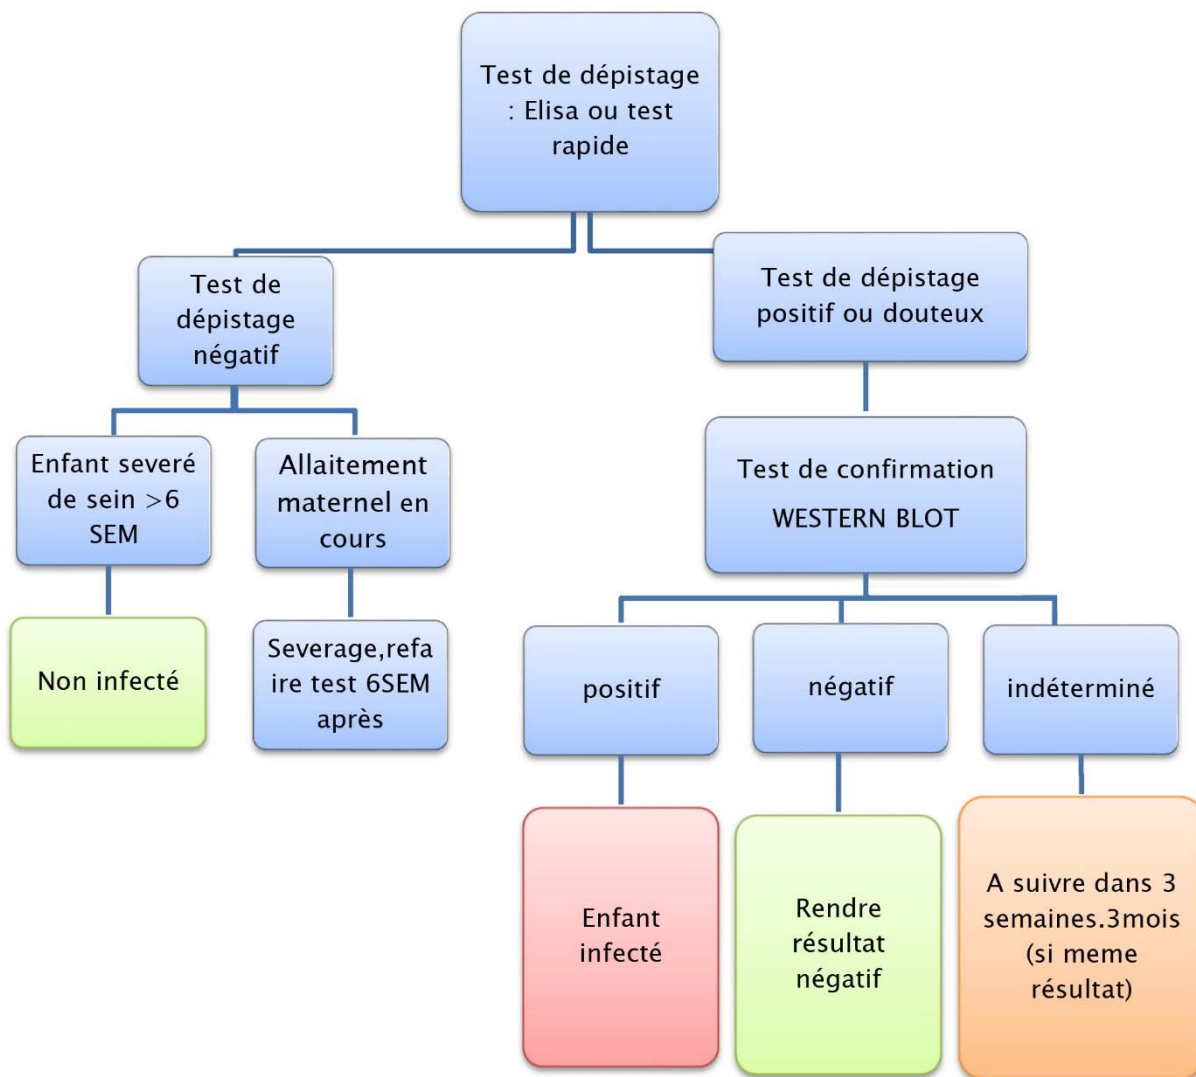 Test de dépistage
: Elisa ou test
rapide
Test de
dépistage
négatif
Test de dépistage
positif ou douteux
Enfant severé
de sein >6
SEM
Allaitement
maternel en
cours
Test de confirmation
WESTERN BLOT
Non infecté
Severage,refa
ire test 6SEM
après
positif
négatif
indéterminé
Enfant
infecté
Rendre
résultat
négatif
A suivre dans 3
semaines.3mois
(si meme
résultat)